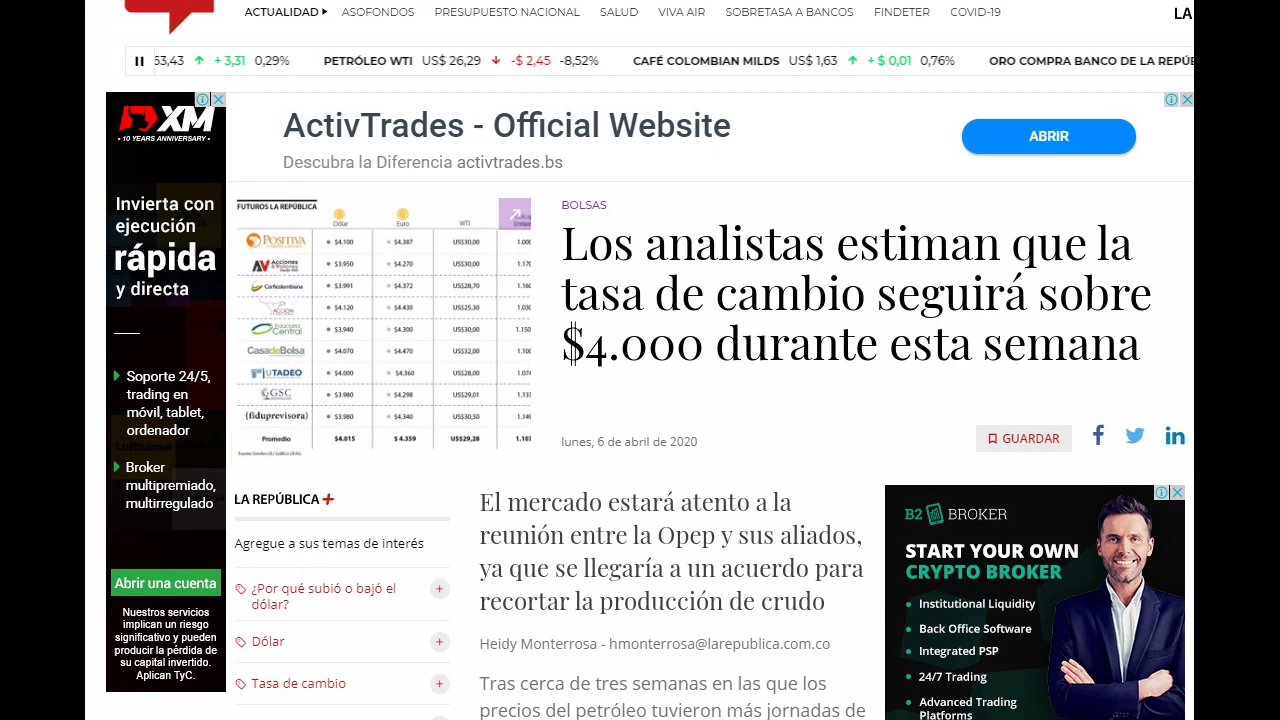 ACTUALIDAD ASOFONDOS PRESUPUESTO NACIONAL SALUD VIVA AIR SOBRETASA A BANCOS FINDETER COVID-19 LA
63,43 + 3,31 0,29% PETRÓLEO WTI US$ 26,29 -$ 2,45 -8,52% CAFÉ COLOMBIAN MILDS US$ 1,63 + $ 0,01 0,76% ORO COMPRA BANCO DE LA REPÚB
XM
10 YEARS ANNIVERSARY
Invierta con
ejecución
rápida
y directa
Soporte 24/5,
trading en
móvil, tablet,
ordenador
Broker
multipremiado,
multirregulado
Abrir una cuenta
Nuestros servicios
implican un riesgo
significativo y pueden
producir la pérdida de
su capital invertido.
Aplican TyC.
ActivTrades - Official Website
Descubra la Diferencia activtrades.bs
ABRIR
FUTUROS LA REPÚBLICA
Dólar Euro WTI
POSITIVA $4.100 $4.387 US$30,00
Acciones & Valores $3.950 $4.270 US$30,00
Corficolombiana $3.991 $4.372 US$28,70
ACCIÓN $4.120 $4.430 US$25,30
Fiduciaria Central $3.940 $4.300 US$30,00
CasadeBolsa $4.070 $4.470 US$32,00
UTADEO $4.000 $4.360 US$28,00
GSC $3.980 $4.298 US$29,01
(fiduprevisora) $3.980 $4.340 US$30,50
Promedio $4.015 $4.359 US$29,28
BOLSAS
Los analistas estiman que la
tasa de cambio seguirá sobre
$4.000 durante esta semana
lunes, 6 de abril de 2020
GUARDAR
LA REPÚBLICA +
Agregue a sus temas de interés
¿Por qué subió o bajó el
dólar?
Dólar
Tasa de cambio
El mercado estará atento a la
reunión entre la Opep y sus aliados,
ya que se llegaría a un acuerdo para
recortar la producción de crudo
Heidy Monterrosa - hmonterrosa@larepublica.com.co
Tras cerca de tres semanas en las que los
precios del petróleo tuvieron más jornadas de
B2 BROKER
START YOUR OWN
CRYPTO BROKER
Institutional Liquidity
Back Office Software
Integrated PSP
24/7 Trading
Advanced Trading
Platforms